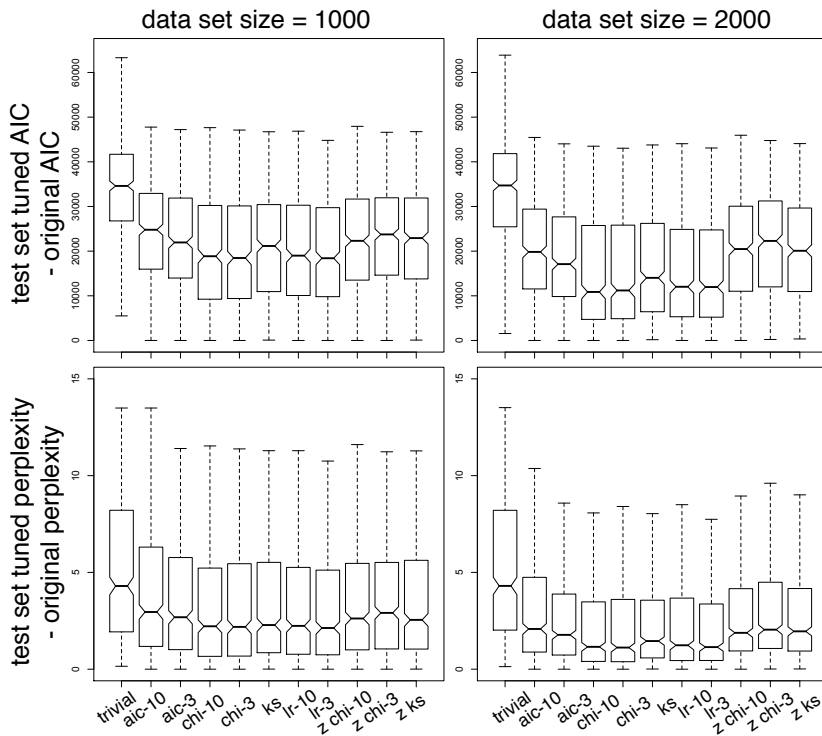 data set size = 1000
data set size = 2000
test set tuned AIC
- original AIC
60000
50000
40000
30000
20000
10000
0
60000
50000
40000
30000
20000
10000
0
test set tuned perplexity
- original perplexity
15
10
5
0
15
10
5
0
trivial
aic-10
aic-3
chi-10
chi-3
ks
lr-10
lr-3
z chi-10
z chi-3
z ks
trivial
aic-10
aic-3
chi-10
chi-3
ks
lr-10
lr-3
z chi-10
z chi-3
z ks